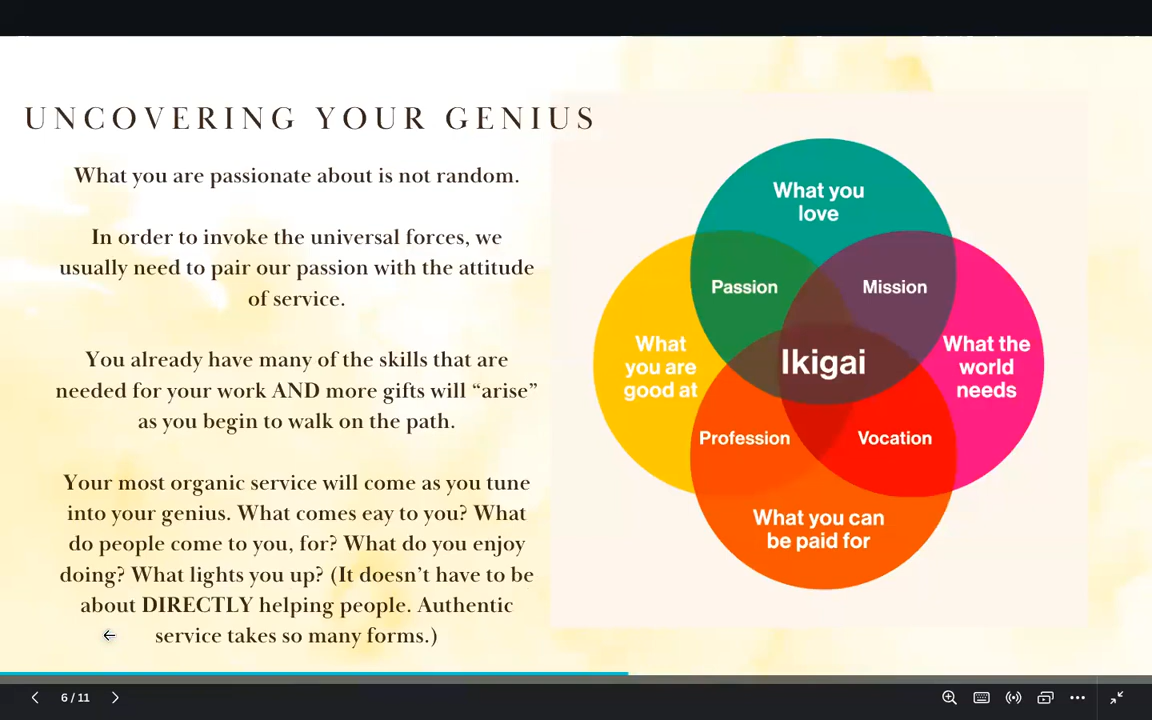 UNCOVERING YOUR GENIUS
What you are passionate about is not random.
In order to invoke the universal forces, we
usually need to pair our passion with the attitude
of service.
You already have many of the skills that are
needed for your work AND more gifts will “arise”
as you begin to walk on the path.
Your most organic service will come as you tune
into your genius. What comes eay to you? What
do people come to you, for? What do you enjoy
doing? What lights you up? (It doesn’t have to be
about DIRECTLY helping people. Authentic
service takes so many forms.)
What you
love
Passion
Mission
What
you are
good at
Ikigai
What the
world
needs
Profession
Vocation
What you can
be paid for
6 / 11